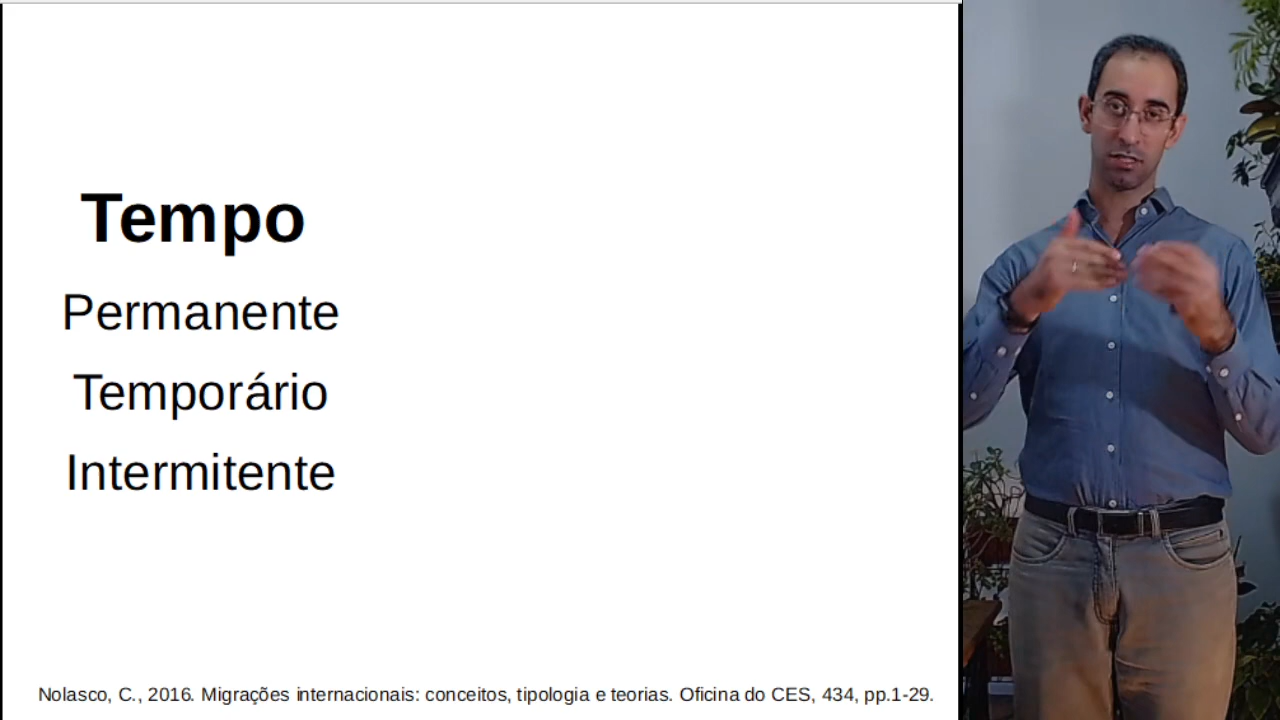 Tempo
Permanente
Temporário
Intermitente
Nolasco, C., 2016. Migrações internacionais: conceitos, tipologia e teorias. Oficina do CES, 434, pp.1-29.